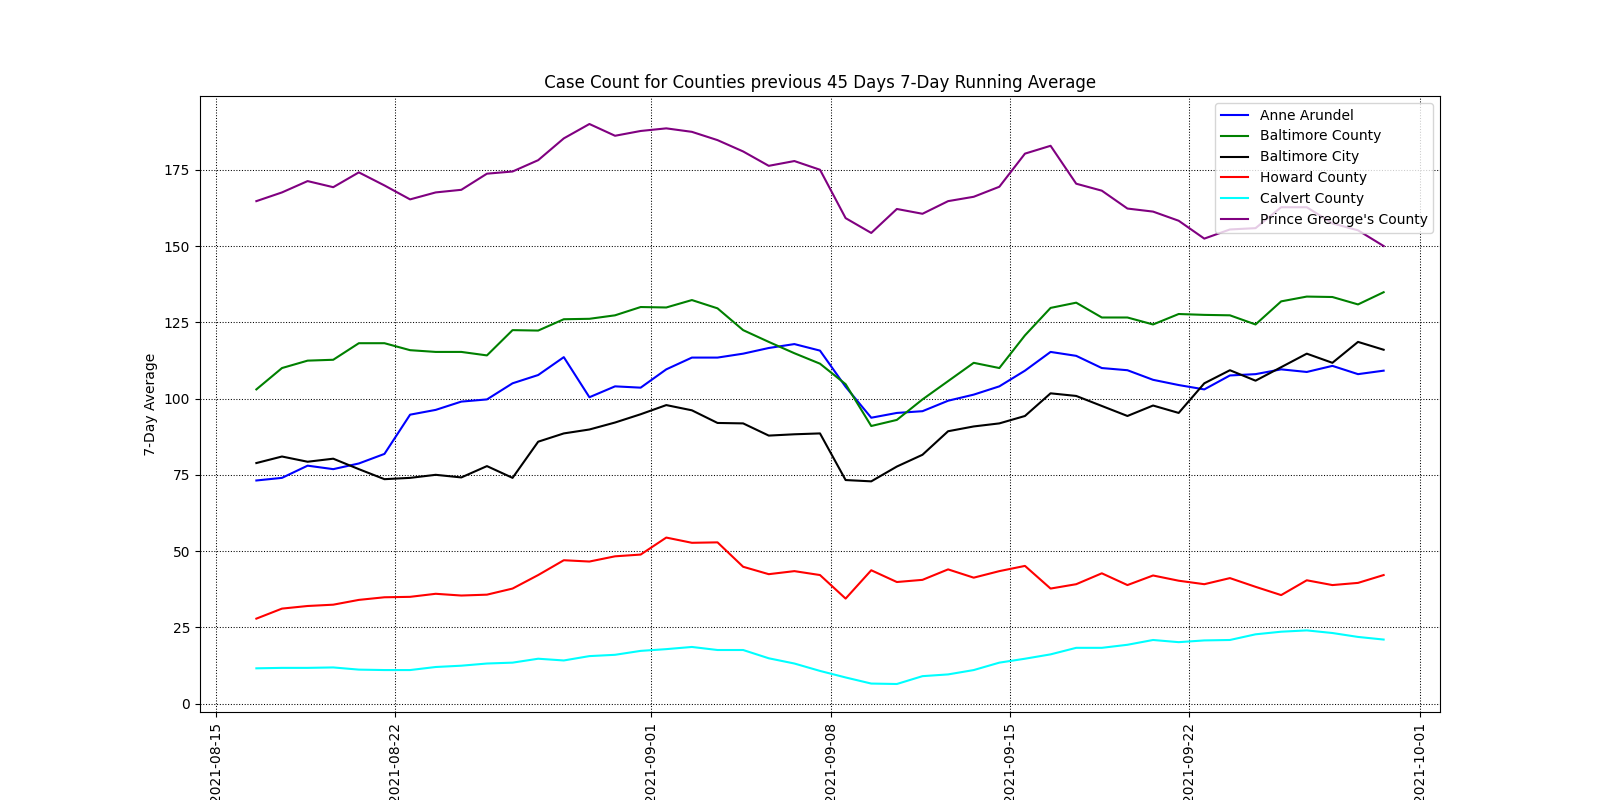 Case Count for Counties previous 45 Days 7-Day Running Average
Anne Arundel
Baltimore County
Baltimore City
Howard County
Calvert County
Prince Greorge's County
7-Day Average
175
150
125
100
75
50
25
0
2021-08-15
2021-08-22
2021-09-01
2021-09-08
2021-09-15
2021-09-22
2021-10-01